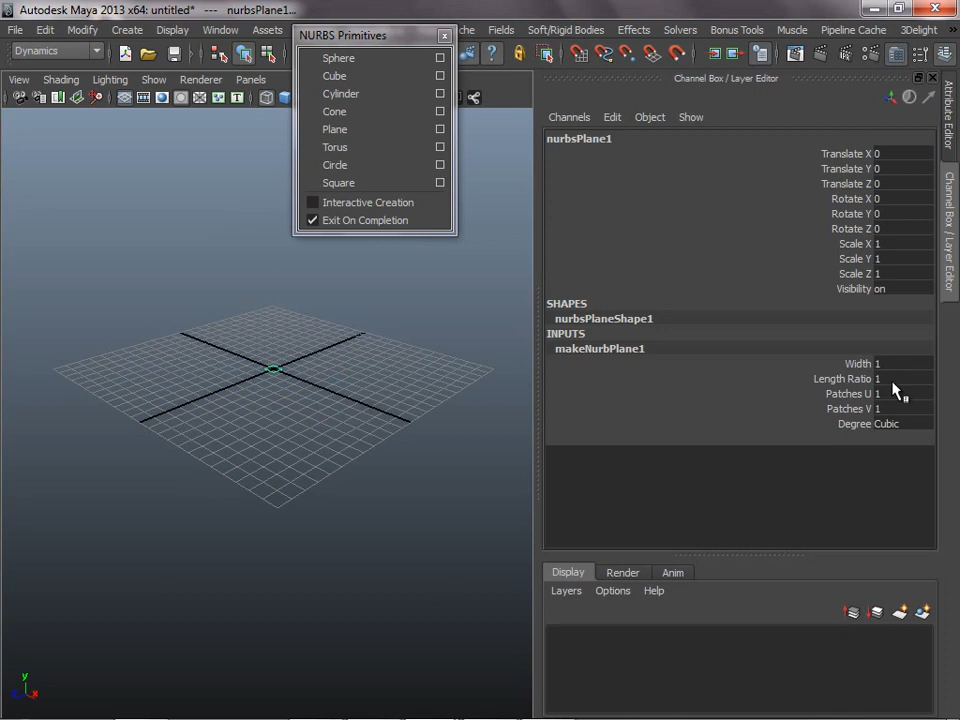 Autodesk Maya 2013 x64: untitled* --- nurbsPlane1...
File Edit Modify Create Display Window Assets
che Fields Soft/Rigid Bodies Effects Solvers Bonus Tools Muscle Pipeline Cache 3Delight »
Dynamics
NURBS Primitives
Sphere
Cube
Cylinder
Cone
Plane
Torus
Circle
Square
Interactive Creation
Exit On Completion
View Shading Lighting Show Renderer Panels
y
x
Channel Box / Layer Editor
Channels Edit Object Show
nurbsPlane1
Translate X 0
Translate Y 0
Translate Z 0
Rotate X 0
Rotate Y 0
Rotate Z 0
Scale X 1
Scale Y 1
Scale Z 1
Visibility on
SHAPES
nurbsPlaneShape1
INPUTS
makeNurbPlane1
Width 1
Length Ratio 1
Patches U 1
Patches V 1
Degree Cubic
Display Render Anim
Layers Options Help
Attribute Editor
Channel Box / Layer Editor